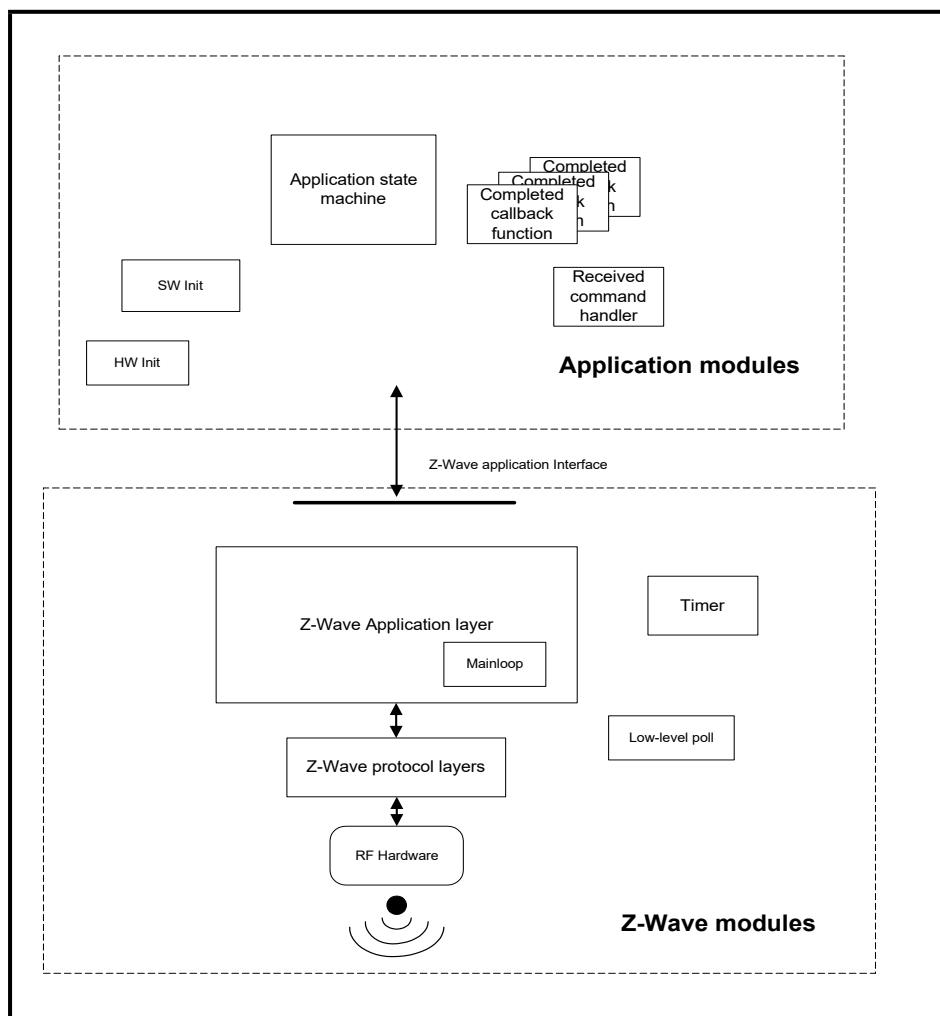 Completed
k
n
Completed
k
n
Completed
callback
function
Application state
machine
Received
command
handler
SW Init
HW Init
Application modules
Z-Wave application Interface
Z-Wave Application layer
Mainloop
Timer
Low-level poll
Z-Wave protocol layers
RF Hardware
Z-Wave modules